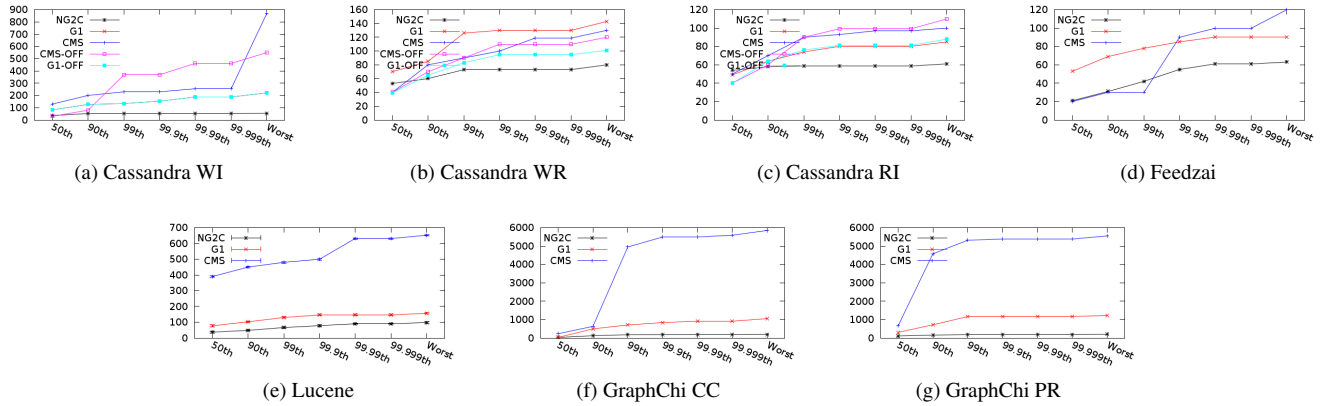 NG2C
G1
CMS
CMS-OFF
G1-OFF
900
800
700
600
500
400
300
200
100
0
50th
90th
99th
99.9th
99.99th
99.999th
Worst
(a) Cassandra WI
NG2C
G1
CMS
CMS-OFF
G1-OFF
160
140
120
100
80
60
40
20
0
50th
90th
99th
99.9th
99.99th
99.999th
Worst
(b) Cassandra WR
NG2C
G1
CMS
CMS-OFF
G1-OFF
120
100
80
60
40
20
0
50th
90th
99th
99.9th
99.99th
99.999th
Worst
(c) Cassandra RI
NG2C
G1
CMS
120
100
80
60
40
20
0
50th
90th
99th
99.9th
99.99th
99.999th
Worst
(d) Feedzai
NG2C
G1
CMS
700
600
500
400
300
200
100
0
50th
90th
99th
99.9th
99.99th
99.999th
Worst
(e) Lucene
NG2C
G1
CMS
6000
5000
4000
3000
2000
1000
0
50th
90th
99th
99.9th
99.99th
99.999th
Worst
(f) GraphChi CC
NG2C
G1
CMS
6000
5000
4000
3000
2000
1000
0
50th
90th
99th
99.9th
99.99th
99.999th
Worst
(g) GraphChi PR